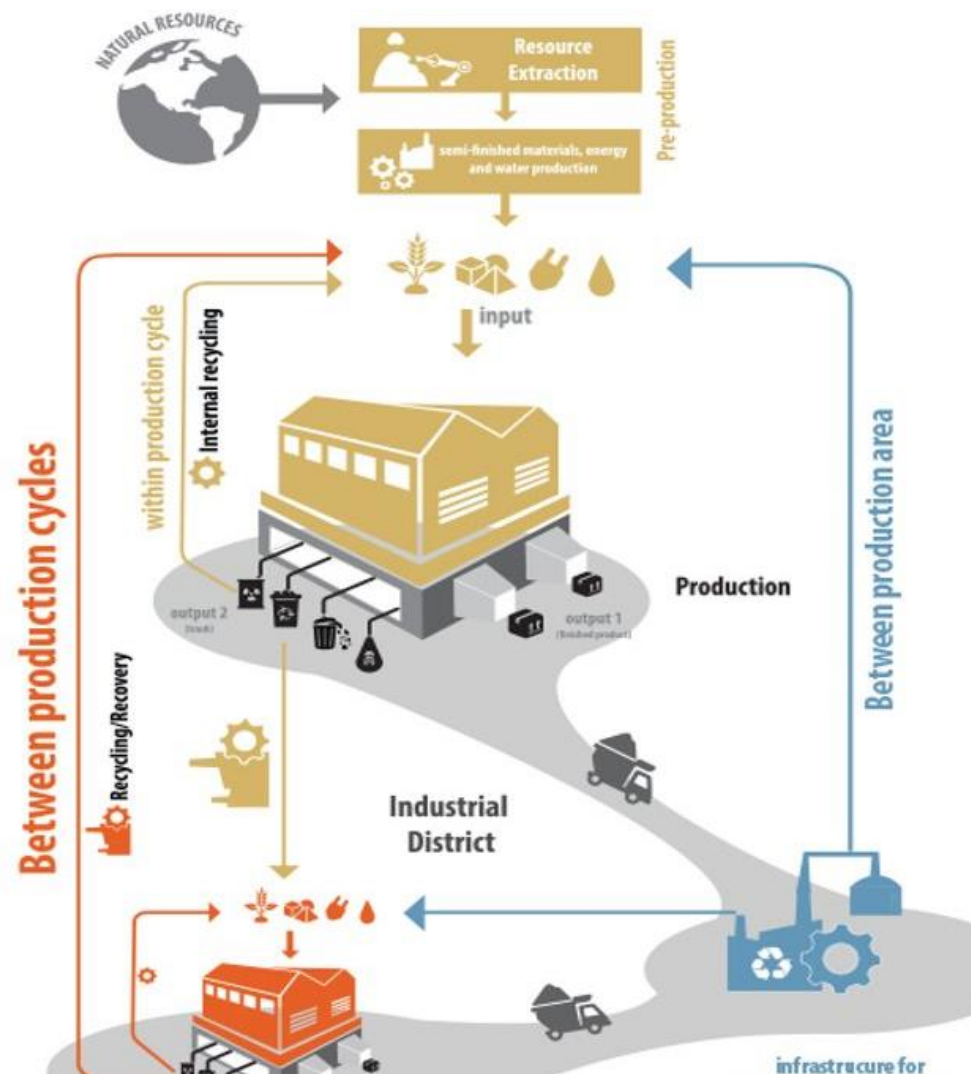 NATURAL RESOURCES
Resource
Extraction
Pre-production
semi-finished materials, energy
and water production
input
within production cycle
Internal recycling
Between production cycles
Between production area
Production
output 2
(trash)
output 1
(finished product)
Recycling/Recovery
Industrial
District
infrastrucure for